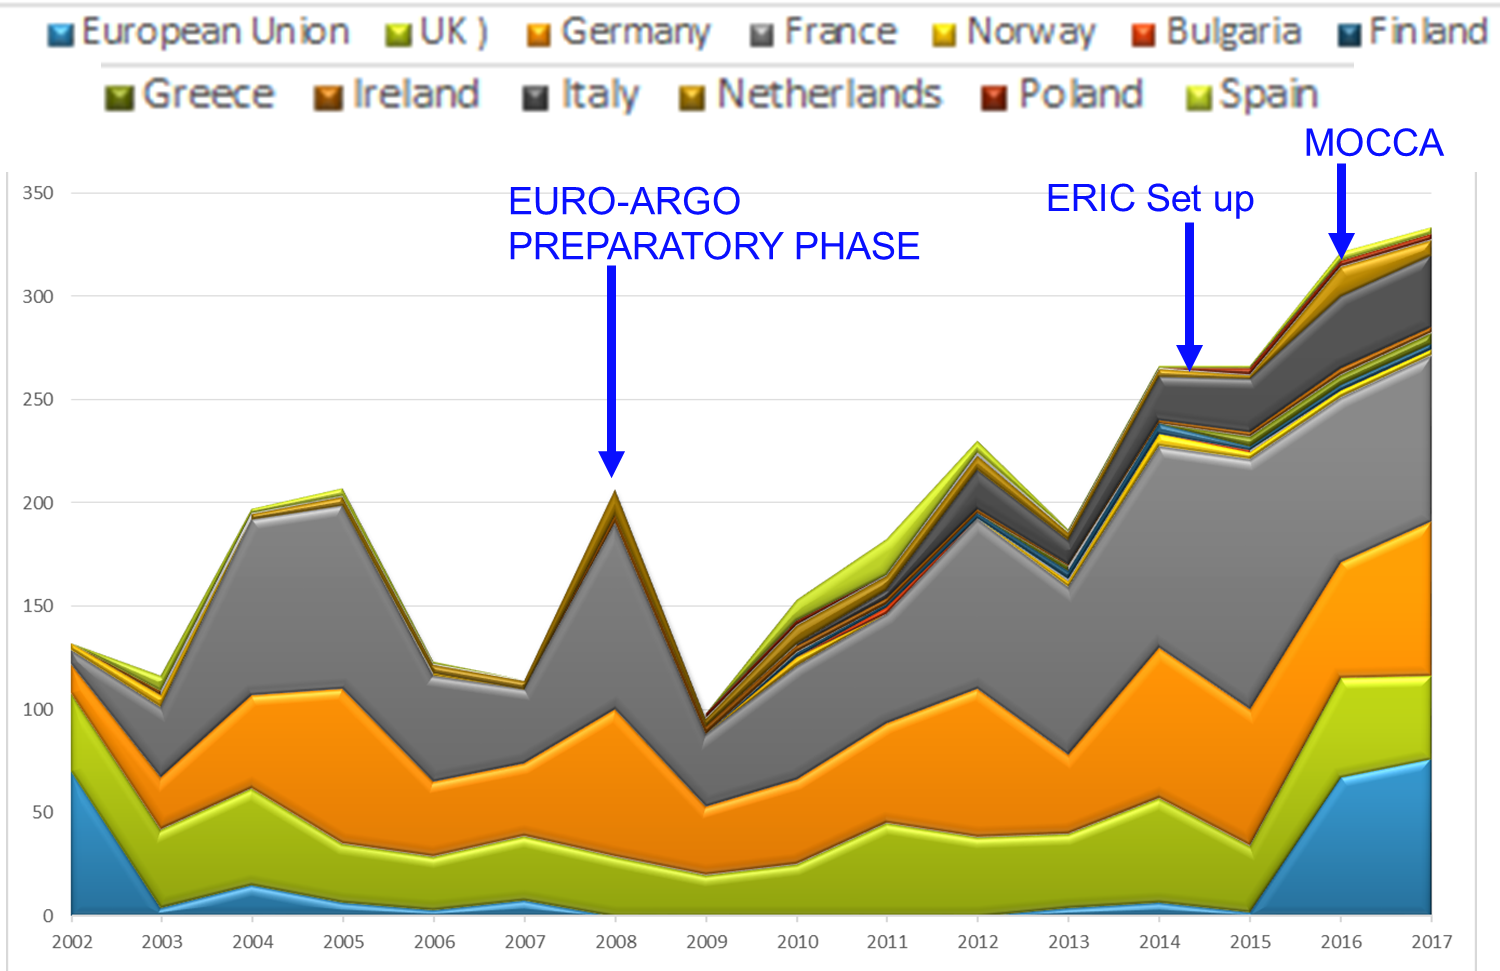 European Union UK ) Germany France Norway Bulgaria Finland
Greece Ireland Italy Netherlands Poland Spain
MOCCA
ERIC Set up
EURO-ARGO
PREPARATORY PHASE
350
300
250
200
150
100
50
0
2002 2003 2004 2005 2006 2007 2008 2009 2010 2011 2012 2013 2014 2015 2016 2017